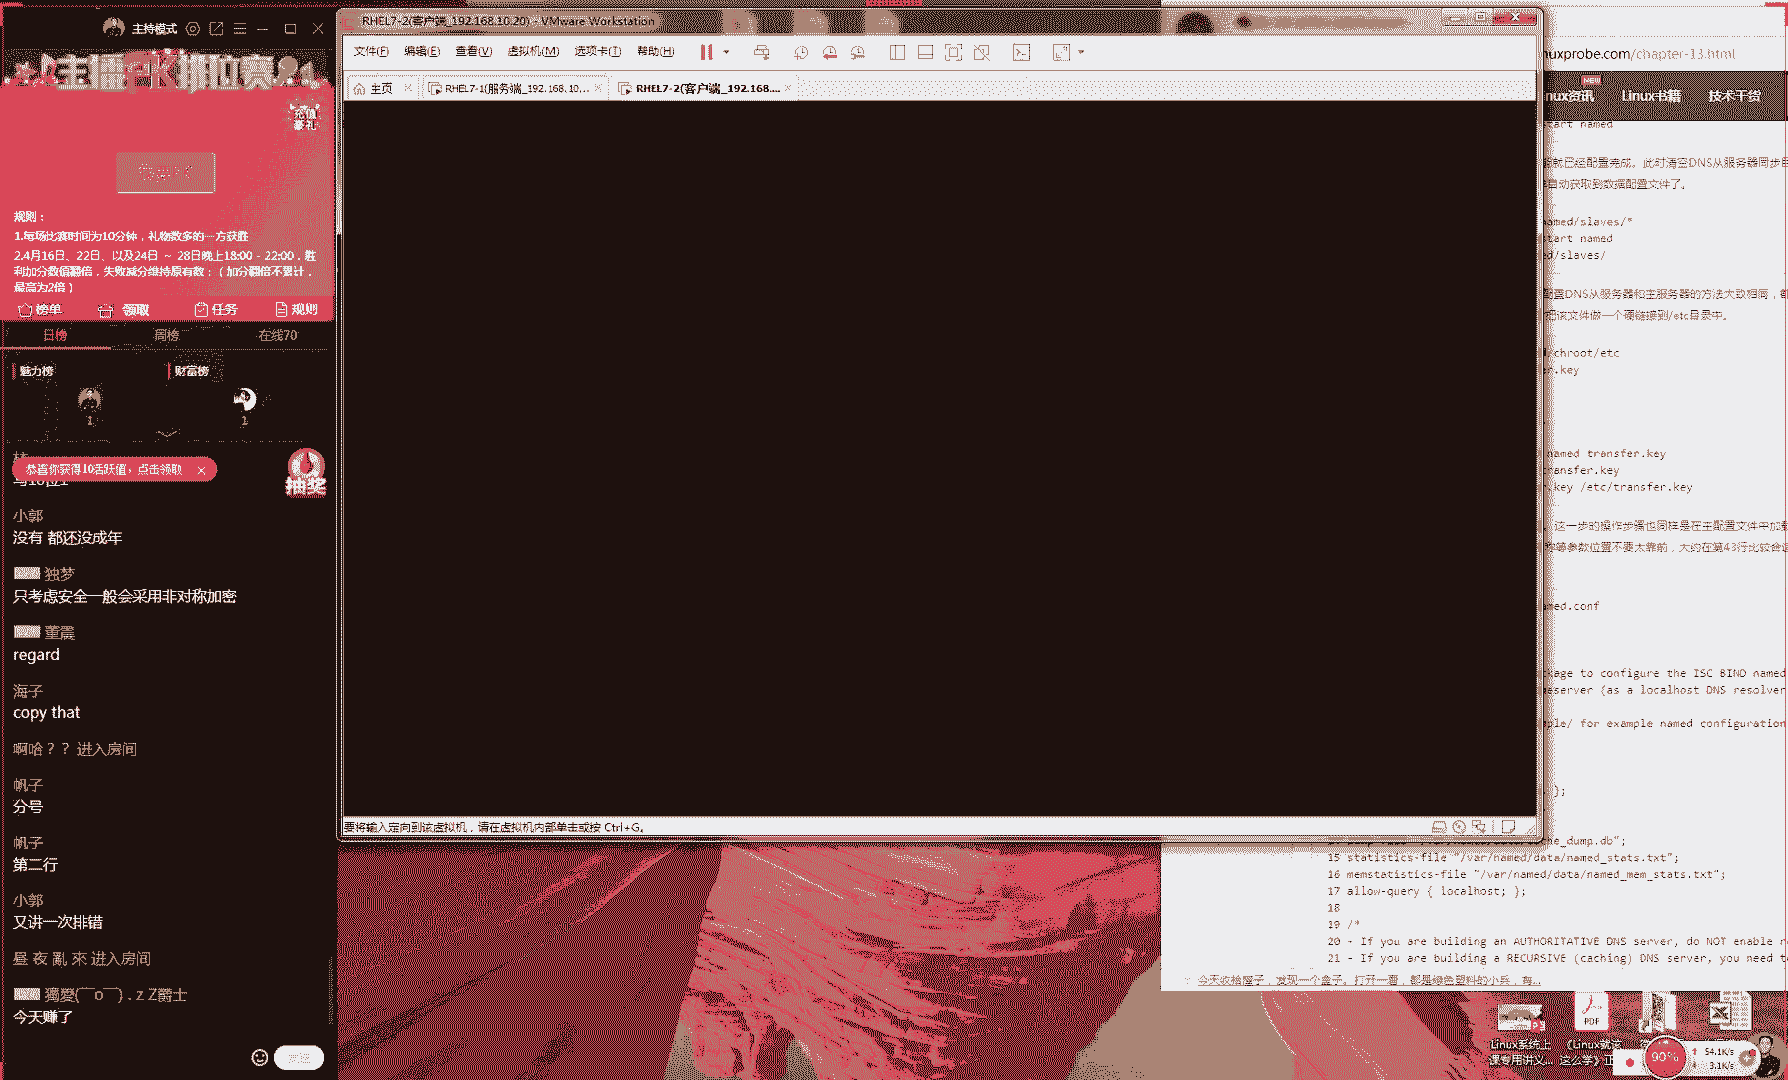 主持模式
主播PK排位赛
充值
豪礼
规则：
1.每场比赛时间为10分钟，礼物数多的一方获胜
2.4月16日、22日、以及24日 ～ 28日晚上18:00 - 22:00，胜
利加分数值翻倍，失败减分维持原有数；（加分翻倍不累计，
最高为2倍）
榜单 领取 任务 规则
日榜 周榜 在线70
魅力榜 财富榜
1 1
恭喜你获得10活跃值，点击领取
小郭
没有 都还没成年
独梦
只考虑安全一般会采用非对称加密
董震
regard
海子
copy that
啊哈？？ 进入房间
帆子
分号
帆子
第二行
小郭
又讲一次排错
昼 夜 亂 來 进入房间
獨愛(￣o￣) . z Z爵士
今天赚了
RHEL7-2(客户端_192.168.10.20) - VMware Workstation
文件(F) 编辑(E) 查看(V) 虚拟机(M) 选项卡(T) 帮助(H)
主页 RHEL7-1(服务端_192.168.10... RHEL7-2(客户端_192.168....
要将输入定向到该虚拟机，请在虚拟机内部单击或按 Ctrl+G。
nuxprobe.com/chapter-13.html
NEW
nux资讯 Linux书籍 技术干货
tart named
就已经配置完成。此时清空DNS从服务器同步目
自动获取到数据配置文件了。
named/slaves/*
tart named
ed/slaves/
配置DNS从服务器和主服务器的方法大致相同，都
把该文件做一个硬链接到/etc目录中。
/chroot/etc
er.key
named transfer.key
transfer.key
r.key /etc/transfer.key
。这一步的操作步骤也同样是在主配置文件中加载
等参数位置不要太靠前，大约在第43行比较合适
amed.conf
kage to configure the ISC BIND named
eserver (as a localhost DNS resolver
mple/ for example named configuration
};
he_dump.db";
15 statistics-file "/var/named/data/named_stats.txt";
16 memstatistics-file "/var/named/data/named_mem_stats.txt";
17 allow-query { localhost; };
18
19 /*
20 - If you are building an AUTHORITATIVE DNS server, do NOT enable r
21 - If you are building a RECURSIVE (caching) DNS server, you need t
今天收拾屋子，发现一个盒子。打开一看，都是绿色塑料的小兵，每...
PDF
Linux系统上
课专用讲义...
《Linux就该
这么学》正
90%
54.1K/s
3.1K/s
抽奖